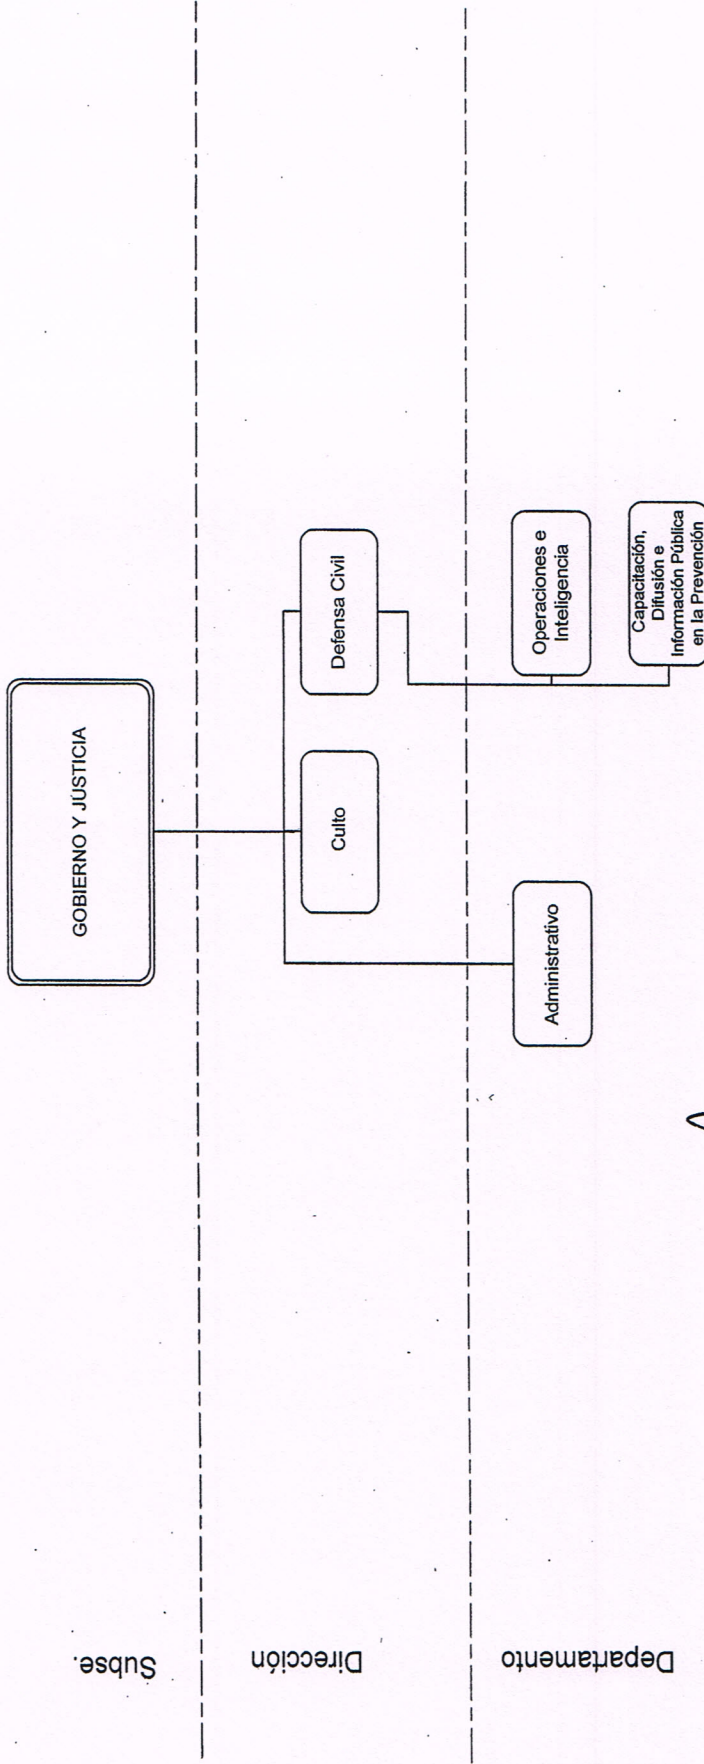 Subse.
GOBIERNO Y JUSTICIA
Dirección
Culto
Defensa Civil
Departamento
Administrativo
Operaciones e
Inteligencia
Capacitación,
Difusión e
Información Pública
en la Prevención